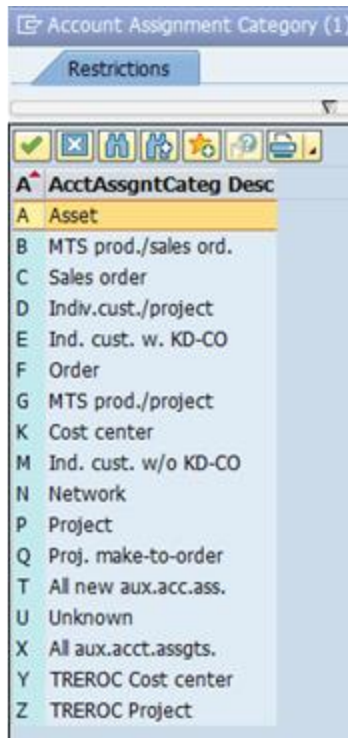 Account Assignment Category (1)
Restrictions
A AcctAssgntCateg Desc
A Asset
B MTS prod./sales ord.
C Sales order
D Indiv.cust./project
E Ind. cust. w. KD-CO
F Order
G MTS prod./project
K Cost center
M Ind. cust. w/o KD-CO
N Network
P Project
Q Proj. make-to-order
T All new aux.acc.ass.
U Unknown
X All aux.acct.assgts.
Y TREROC Cost center
Z TREROC Project